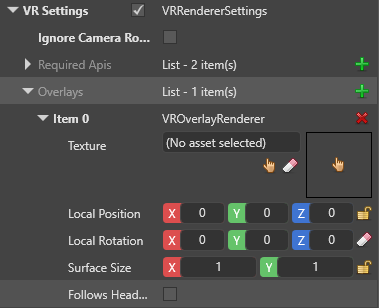 VR Settings VRRendererSettings
Ignore Camera Ro...
Required Apis List - 2 item(s)
Overlays List - 1 item(s)
Item 0 VROverlayRenderer
Texture (No asset selected)
Local Position X 0 Y 0 Z 0
Local Rotation X 0 Y 0 Z 0
Surface Size X 1 Y 1
Follows Head...